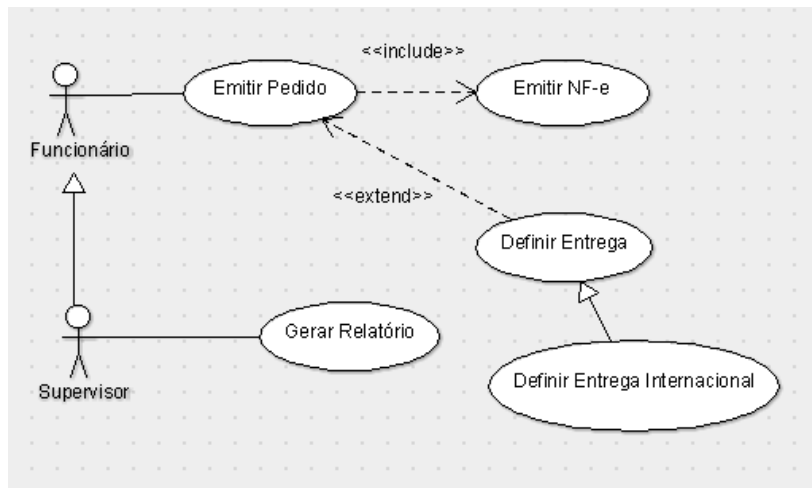 <<include>>
Emitir Pedido
Emitir NF-e
Funcionário
<<extend>>
Definir Entrega
Gerar Relatório
Definir Entrega Internacional
Supervisor